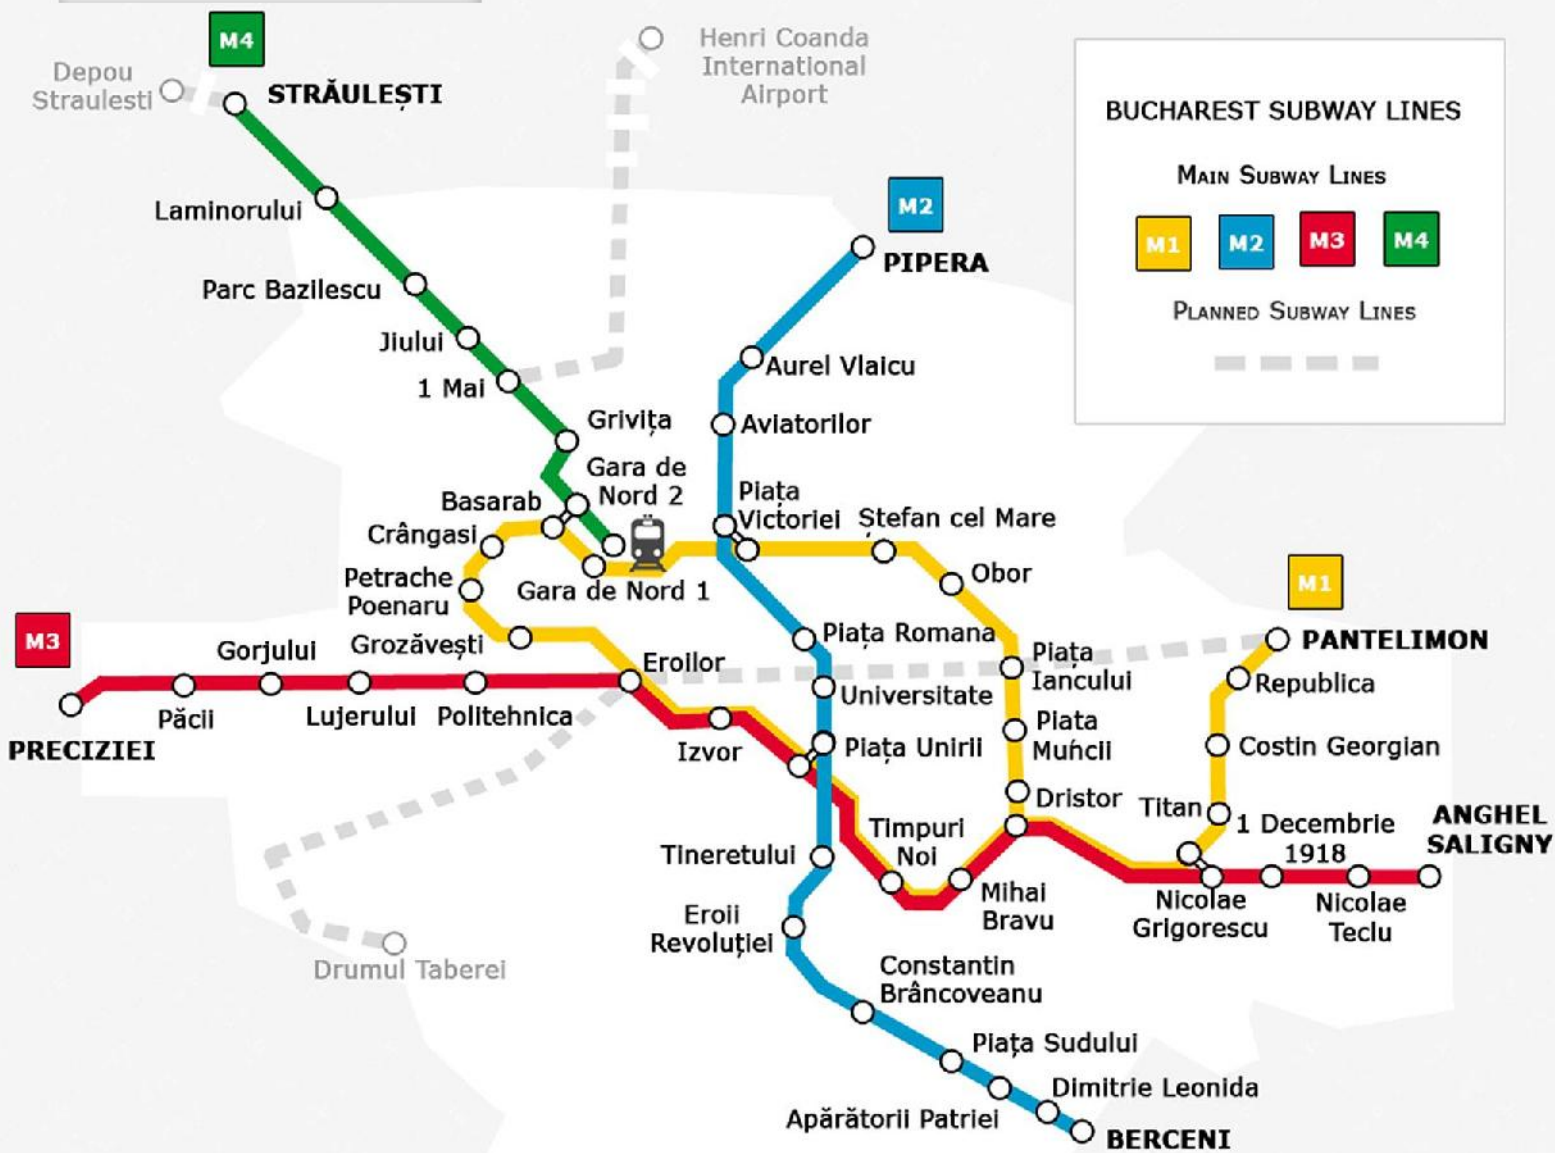 M4
Depou
Straulesti
STRĂULEȘTI
Henri Coanda
International
Airport
BUCHAREST SUBWAY LINES
Main Subway Lines
M1
M2
M3
M4
Planned Subway Lines
Laminorului
Parc Bazilescu
Jiului
1 Mai
Grivița
Gara de
Nord 2
Basarab
Crângasi
Petrache
Poenaru
Gara de Nord 1
Grozăvești
M2
PIPERA
Aurel Vlaicu
Aviatorilor
Piața
Victoriei
Ștefan cel Mare
Obor
M1
PANTELIMON
Republica
Costin Georgian
Titan
Piața Romana
Piața
Iancului
Universitate
Piata
Muncii
Piața Unirii
Dristor
M3
PRECIZIEI
Păcii
Gorjului
Lujerului
Politehnica
Eroilor
Izvor
Timpuri
Noi
Mihai
Bravu
1 Decembrie
1918
ANGHEL
SALIGNY
Nicolae
Grigorescu
Nicolae
Teclu
Tineretului
Eroii
Revoluției
Drumul Taberei
Constantin
Brâncoveanu
Piața Sudului
Dimitrie Leonida
Apărătorii Patriei
BERCENI